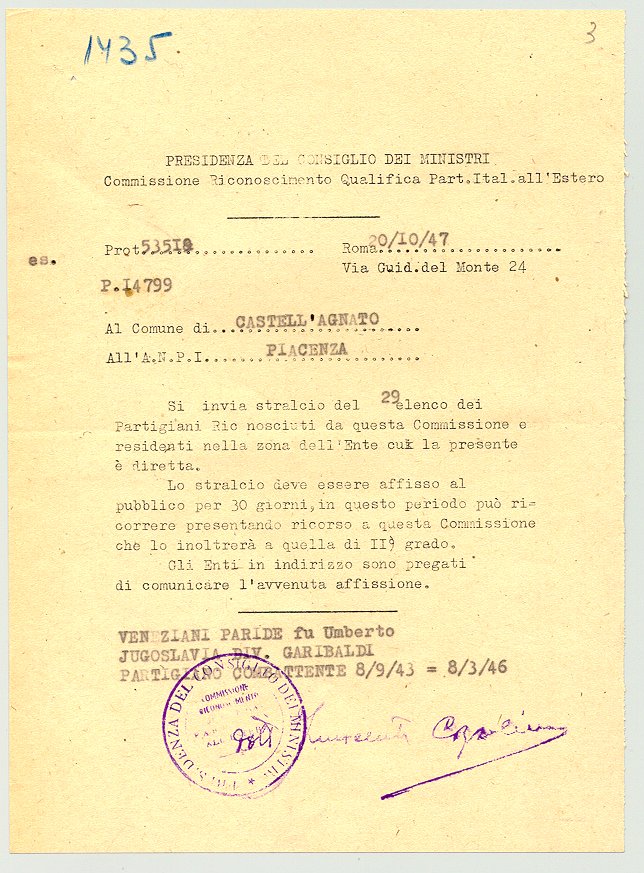 1435
3
PRESIDENZA DEL CONSIGLIO DEI MINISTRI
Commissione Riconoscimento Qualifica Part.Ital.all'Estero
Prot.5351............... Roma.20/10/47....................
es.
Via Guid.del Monte 24
P.I4799
Al Comune di...CASTELL'AGNATO.....
All'A.N.P.I........PIACENZA.........
Si invia stralcio del 29 elenco dei
Partigiani Ric nosciuti da questa Commissione e
residenti nella zona dell'Ente cui la presente
è diretta.
Lo stralcio deve essere affisso al
pubblico per 30 giorni,in questo periodo può ri=
correre presentando ricorso a questa Commissione
che lo inoltrerà a quella di II° grado.
Gli Enti in indirizzo sono pregati
di comunicare l'avvenuta affissione.
VENEZIANI PARIDE fu Umberto
JUGOSLAVIA DIV. GARIBALDI
PARTIGIANO COMBATTENTE 8/9/43 = 8/3/46
PRESIDENZA DEL CONSIGLIO DEI MINISTRI
COMMISSIONE
RICONOSCIMENTO